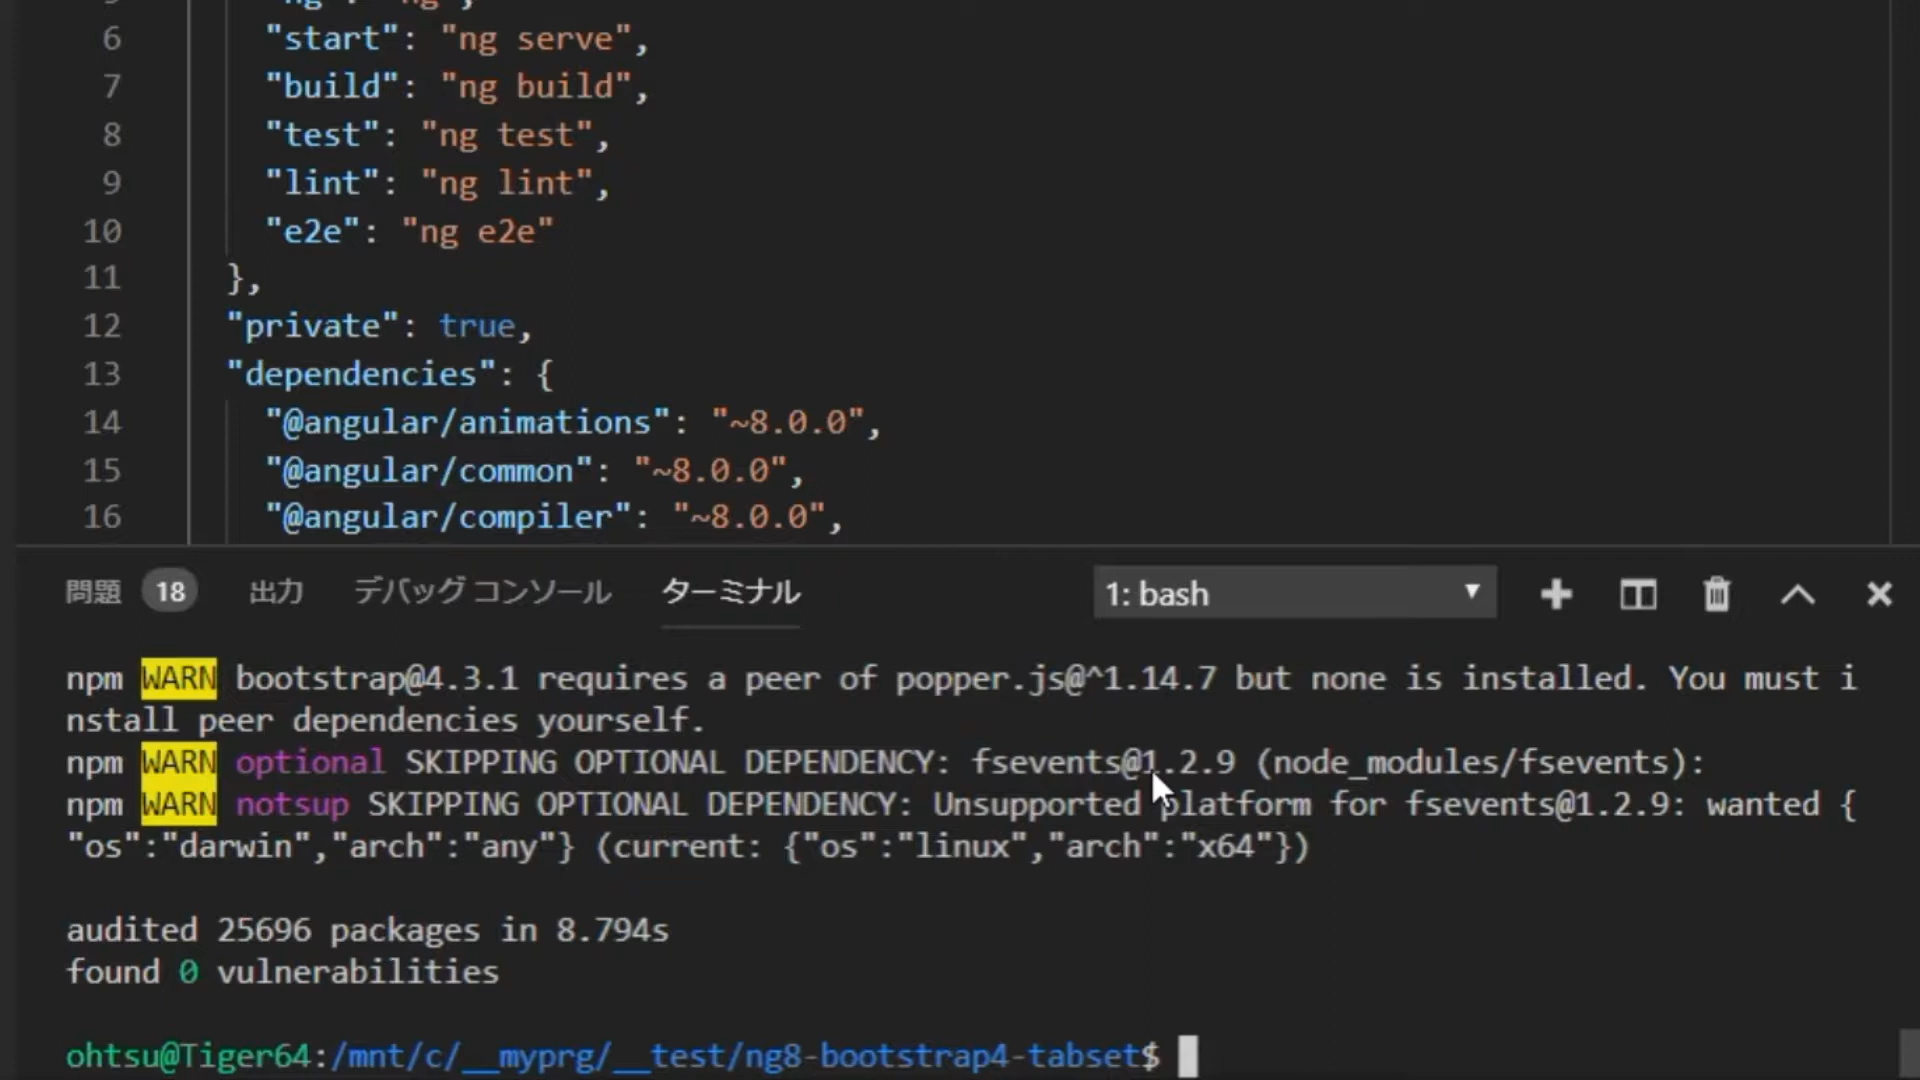 "ng": "ng",
6 "start": "ng serve",
7 "build": "ng build",
8 "test": "ng test",
9 "lint": "ng lint",
10 "e2e": "ng e2e"
11 },
12 "private": true,
13 "dependencies": {
14 "@angular/animations": "~8.0.0",
15 "@angular/common": "~8.0.0",
16 "@angular/compiler": "~8.0.0",
問題 18 出力 デバッグ コンソール ターミナル 1: bash
npm WARN bootstrap@4.3.1 requires a peer of popper.js@^1.14.7 but none is installed. You must i
nstall peer dependencies yourself.
npm WARN optional SKIPPING OPTIONAL DEPENDENCY: fsevents@1.2.9 (node_modules/fsevents):
npm WARN notsup SKIPPING OPTIONAL DEPENDENCY: Unsupported platform for fsevents@1.2.9: wanted {
"os":"darwin","arch":"any"} (current: {"os":"linux","arch":"x64"})
audited 25696 packages in 8.794s
found 0 vulnerabilities
ohtsu@Tiger64:/mnt/c/__myprg/__test/ng8-bootstrap4-tabset$